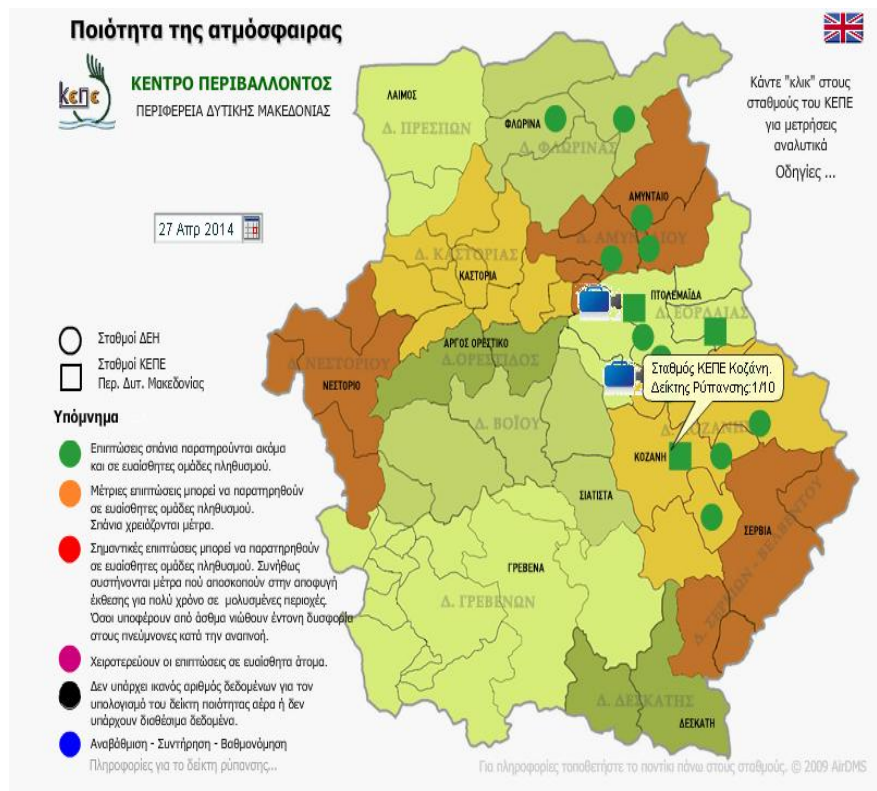 Ποιότητα της ατμόσφαιρας
κεπε
ΚΕΝΤΡΟ ΠΕΡΙΒΑΛΛΟΝΤΟΣ
ΠΕΡΙΦΕΡΕΙΑ ΔΥΤΙΚΗΣ ΜΑΚΕΔΟΝΙΑΣ
Κάντε "κλικ" στους
σταθμούς του ΚΕΠΕ
για μετρήσεις
αναλυτικά
Οδηγίες ...
27 Απρ 2014
ΛΑΙΜΟΣ
Δ. ΠΡΕΣΠΩΝ
ΦΛΩΡΙΝΑ
Δ. ΦΛΩΡΙΝΑΣ
ΑΜΥΝΤΑΙΟ
Δ. ΑΜΥΝΤΑΙΟΥ
Δ. ΚΑΣΤΟΡΙΑΣ
ΚΑΣΤΟΡΙΑ
ΠΤΟΛΕΜΑΪΔΑ
Δ. ΕΟΡΔΑΙΑΣ
ΑΡΓΟΣ ΟΡΕΣΤΙΚΟ
Δ.ΟΡΕΣΤΙΔΟΣ
Δ. ΝΕΣΤΟΡΙΟΥ
ΝΕΣΤΟΡΙΟ
Σταθμός ΚΕΠΕ Κοζάνη.
Δείκτης Ρύπανσης:1/10
Δ. ΒΟΪΟΥ
Δ. ΚΟΖΑΝΗΣ
ΚΟΖΑΝΗ
ΣΙΑΤΙΣΤΑ
ΣΕΡΒΙΑ
Δ. ΣΕΡΒΙΩΝ - ΒΕΛΒΕΝΤΟΥ
ΓΡΕΒΕΝΑ
Δ. ΓΡΕΒΕΝΩΝ
Δ. ΔΕΣΚΑΤΗΣ
ΔΕΣΚΑΤΗ
Σταθμοί ΔΕΗ
Σταθμοί ΚΕΠΕ
Περ. Δυτ. Μακεδονίας
Υπόμνημα
Επιπτώσεις σπάνια παρατηρούνται ακόμα
και σε ευαίσθητες ομάδες πληθυσμού.
Μέτριες επιπτώσεις μπορεί να παρατηρηθούν
σε ευαίσθητες ομάδες πληθυσμού.
Σπάνια χρειάζονται μέτρα.
Σημαντικές επιπτώσεις μπορεί να παρατηρηθούν
σε ευαίσθητες ομάδες πληθυσμού. Συνήθως
συστήνονται μέτρα πού αποσκοπούν στην αποφυγή
έκθεσης για πολύ χρόνο σε μολυσμένες περιοχές.
Όσοι υποφέρουν από άσθμα νιώθουν έντονη δυσφορία
στους πνεύμονες κατά την αναπνοή.
Χειροτερεύουν οι επιπτώσεις σε ευαίσθητα άτομα.
Δεν υπάρχει ικανός αριθμός δεδομένων για τον
υπολογισμό του δείκτη ποιότητας αέρα ή δεν
υπάρχουν διαθέσιμα δεδομένα.
Αναβάθμιση - Συντήρηση - Βαθμονόμηση
Πληροφορίες για το δείκτη ρύπανσης...
Για πληροφορίες τοποθετήστε το ποντίκι πάνω στους σταθμούς. © 2009 AirDMS